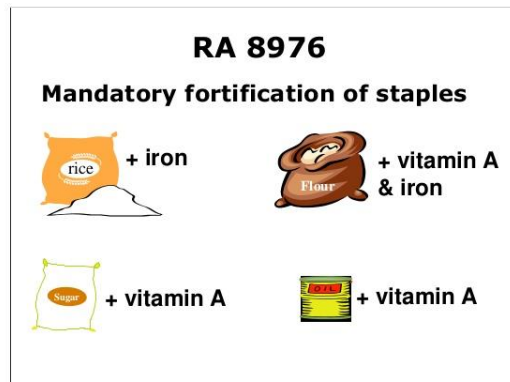 RA 8976
Mandatory fortification of staples
rice
+ iron
Flour
+ vitamin A
& iron
Sugar
+ vitamin A
OIL
+ vitamin A